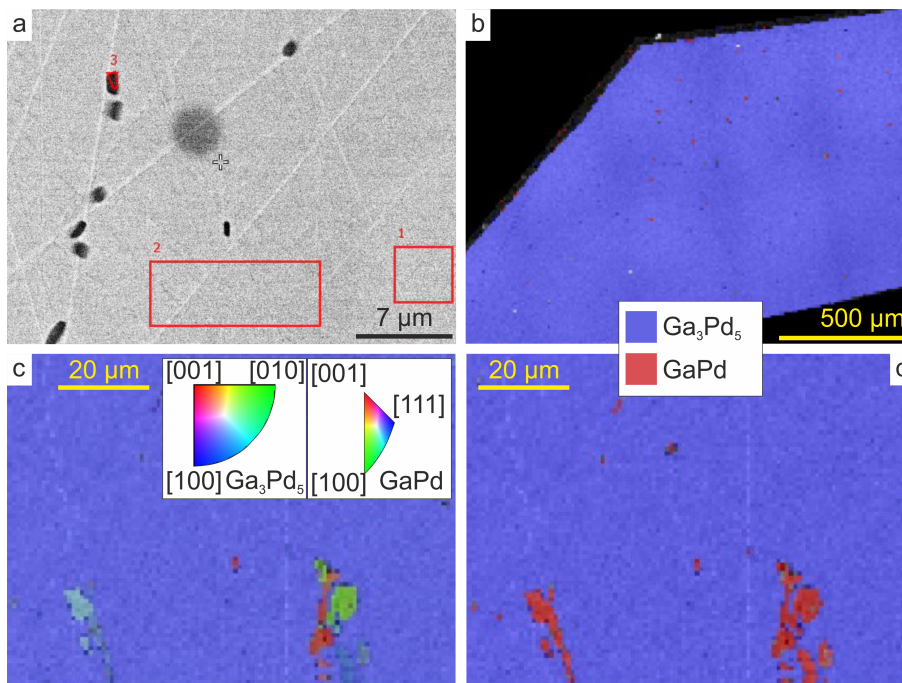 a
3
2
1
7 µm
b
Ga₃Pd₅
GaPd
500 µm
c
20 µm
[001] [010]
[100] Ga₃Pd₅
[001]
[111]
[100] GaPd
20 µm